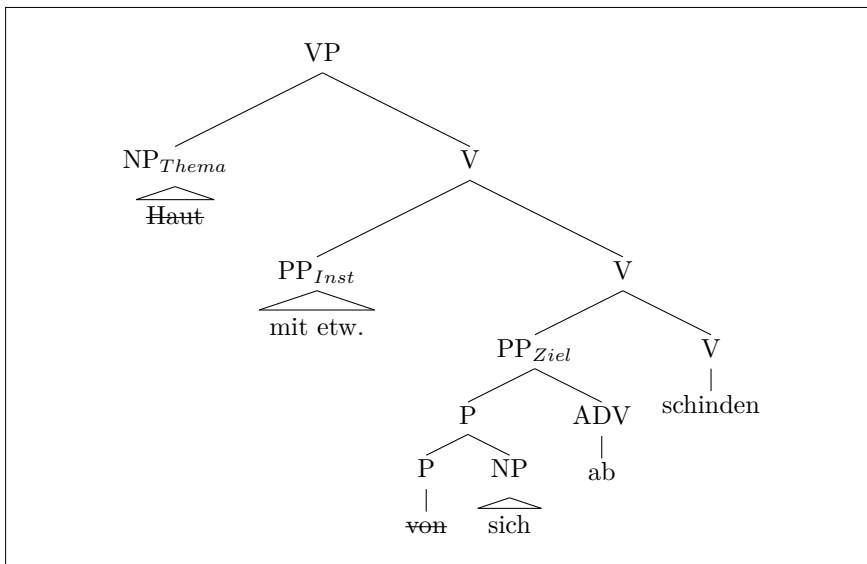 VP
NP_Thema V
Haut
PP_Inst V
mit etw.
PP_Ziel V
schinden
P ADV
P NP ab
von sich